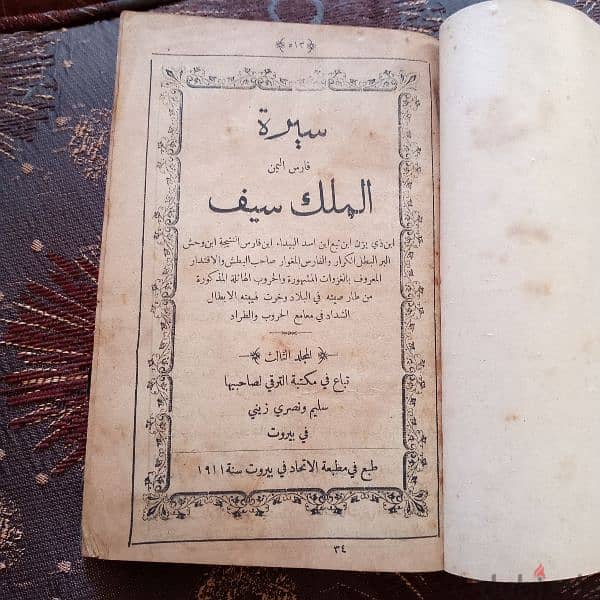 ﴿٥١٣﴾
سيرة
فارس اليمن
الملك سيف
ابن ذي يزن ابن تبع ابن اسد البيداء ابن فارس النتيجة ابن وحش
البر البطل الكرار والفارس المغوار صاحب البطش والاقتدار
المعروف بالغزوات المشهورة والحروب الهائلة المذكورة
من طار صيته في البلاد وخرت لهيبته الابطال
الشداد في معامع الحروب والطراد
﴿المجلد الثالث﴾
تباع في مكتبة الترقي لصاحبيها
سليم ونصري زيني
في بيروت
طبع في مطبعة الاتحاد في بيروت سنة ١٩١١
٣٤